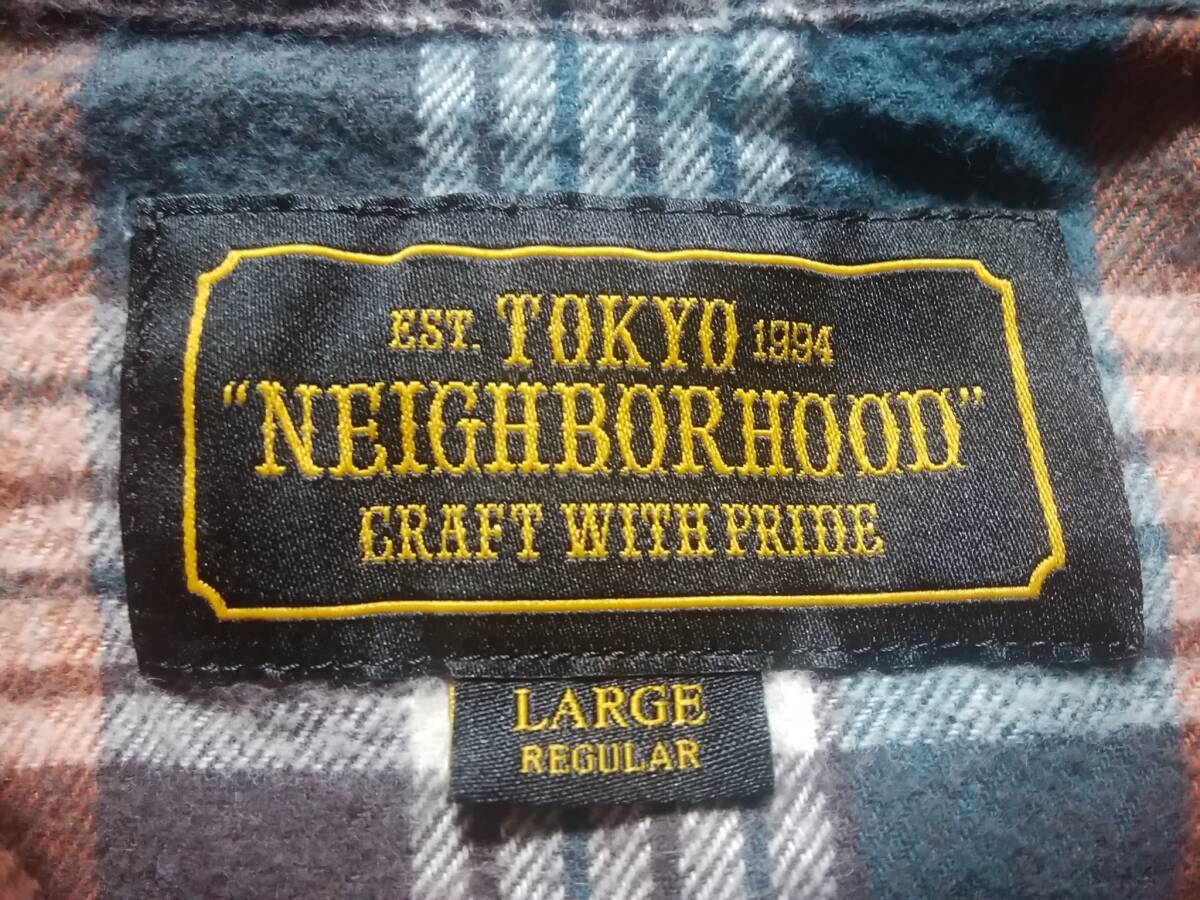 EST. TOKYO 1994
"NEIGHBORHOOD"
CRAFT WITH PRIDE
LARGE
REGULAR